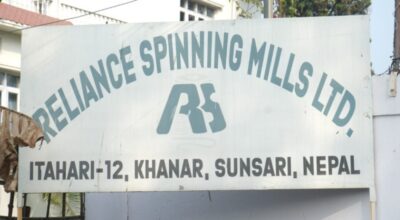 RELIANCE SPINNING MILLS LTD.
RS
ITAHARI-12, KHANAR, SUNSARI, NEPAL